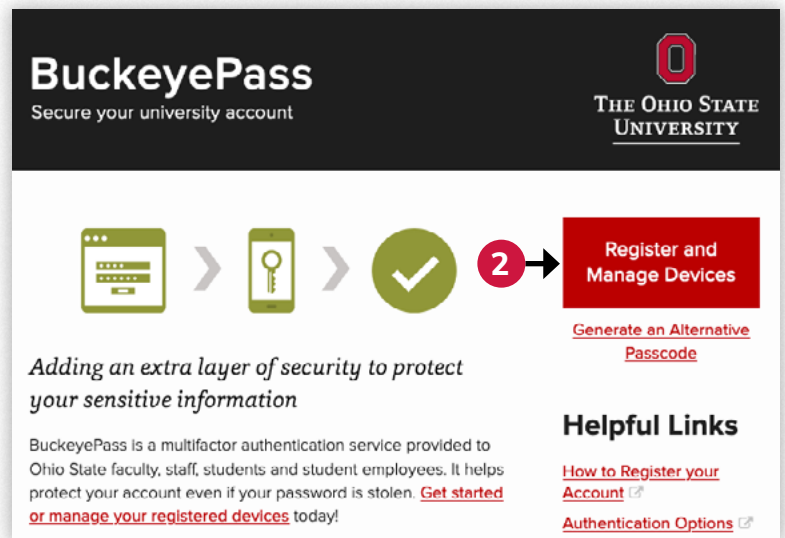 BuckeyePass
Secure your university account
THE OHIO STATE
UNIVERSITY
2
Register and
Manage Devices
Generate an Alternative
Passcode
Adding an extra layer of security to protect
your sensitive information
BuckeyePass is a multifactor authentication service provided to
Ohio State faculty, staff, students and student employees. It helps
protect your account even if your password is stolen. Get started
or manage your registered devices today!
Helpful Links
How to Register your
Account
Authentication Options